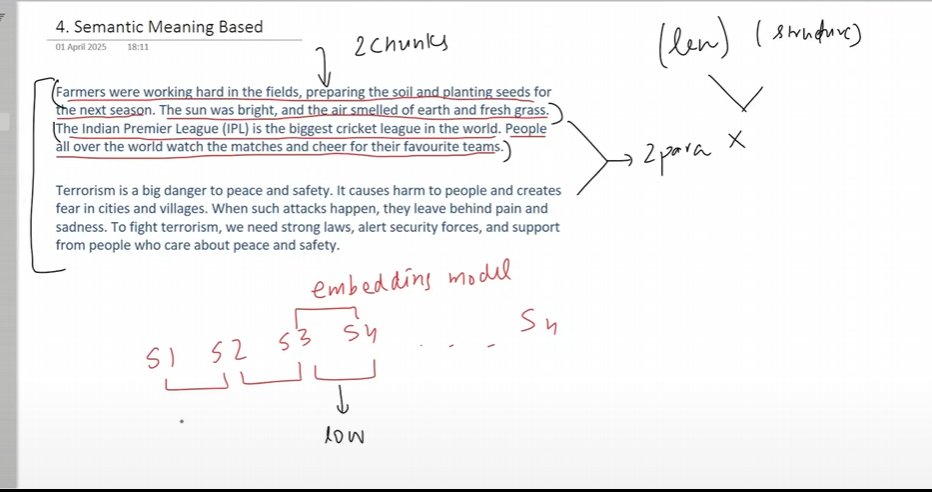 4. Semantic Meaning Based
01 April 2025 18:11
2 chunks
(len) (structure)
Farmers were working hard in the fields, preparing the soil and planting seeds for
the next season. The sun was bright, and the air smelled of earth and fresh grass.
The Indian Premier League (IPL) is the biggest cricket league in the world. People
all over the world watch the matches and cheer for their favourite teams.
2 para X
Terrorism is a big danger to peace and safety. It causes harm to people and creates
fear in cities and villages. When such attacks happen, they leave behind pain and
sadness. To fight terrorism, we need strong laws, alert security forces, and support
from people who care about peace and safety.
embedding model
S1 S2 S3 S4 . . . Sn
low